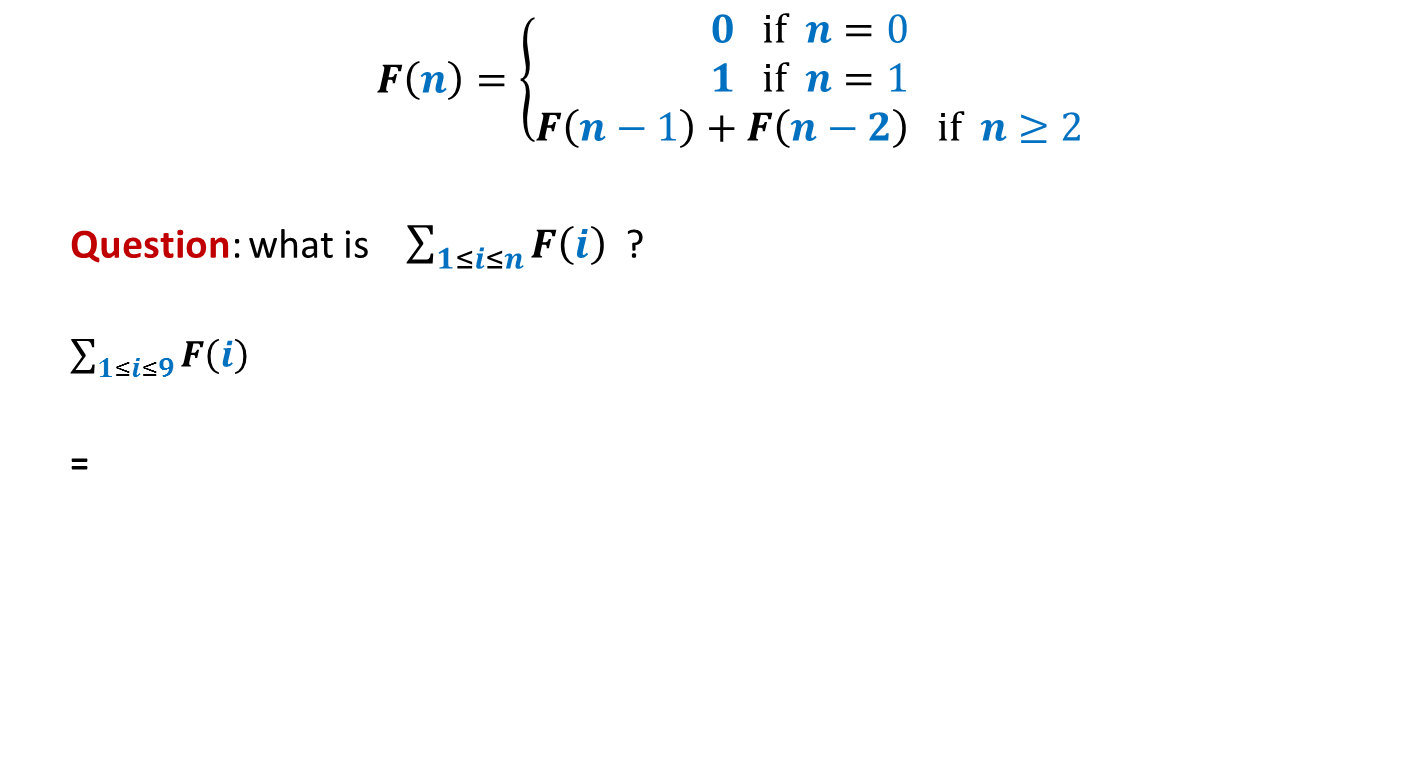 F(n) = { 0 if n = 0
1 if n = 1
F(n − 1) + F(n − 2) if n ≥ 2
Question: what is ∑1≤i≤n F(i) ?
∑1≤i≤9 F(i)
=